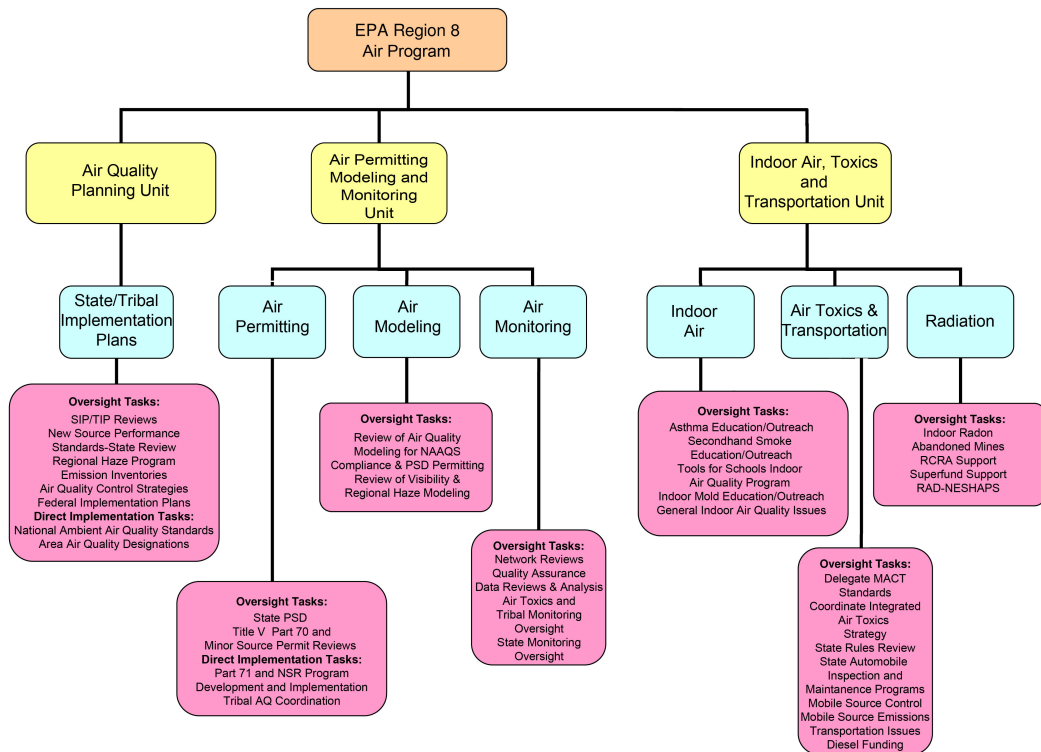 EPA Region 8
Air Program
Air Quality
Planning Unit
Air Permitting
Modeling and
Monitoring
Unit
Indoor Air, Toxics
and
Transportation Unit
State/Tribal
Implementation
Plans
Air
Permitting
Air
Modeling
Air
Monitoring
Indoor
Air
Air Toxics &
Transportation
Radiation
Oversight Tasks:
SIP/TIP Reviews
New Source Performance
Standards-State Review
Regional Haze Program
Emission Inventories
Air Quality Control Strategies
Federal Implementation Plans
Direct Implementation Tasks:
National Ambient Air Quality Standards
Area Air Quality Designations
Oversight Tasks:
State PSD
Title V Part 70 and
Minor Source Permit Reviews
Direct Implementation Tasks:
Part 71 and NSR Program
Development and Implementation
Tribal AQ Coordination
Oversight Tasks:
Review of Air Quality
Modeling for NAAQS
Compliance & PSD Permitting
Review of Visibility &
Regional Haze Modeling
Oversight Tasks:
Network Reviews
Quality Assurance
Data Reviews & Analysis
Air Toxics and
Tribal Monitoring
Oversight
State Monitoring
Oversight
Oversight Tasks:
Asthma Education/Outreach
Secondhand Smoke
Education/Outreach
Tools for Schools Indoor
Air Quality Program
Indoor Mold Education/Outreach
General Indoor Air Quality Issues
Oversight Tasks:
Delegate MACT
Standards
Coordinate Integrated
Air Toxics
Strategy
State Rules Review
State Automobile
Inspection and
Maintanence Programs
Mobile Source Control
Mobile Source Emissions
Transportation Issues
Diesel Funding
Oversight Tasks:
Indoor Radon
Abandoned Mines
RCRA Support
Superfund Support
RAD-NESHAPS